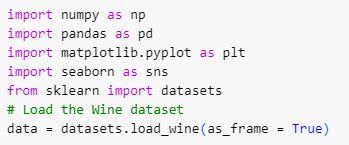 import numpy as np
import pandas as pd
import matplotlib.pyplot as plt
import seaborn as sns
from sklearn import datasets
# Load the Wine dataset
data = datasets.load_wine(as_frame = True)